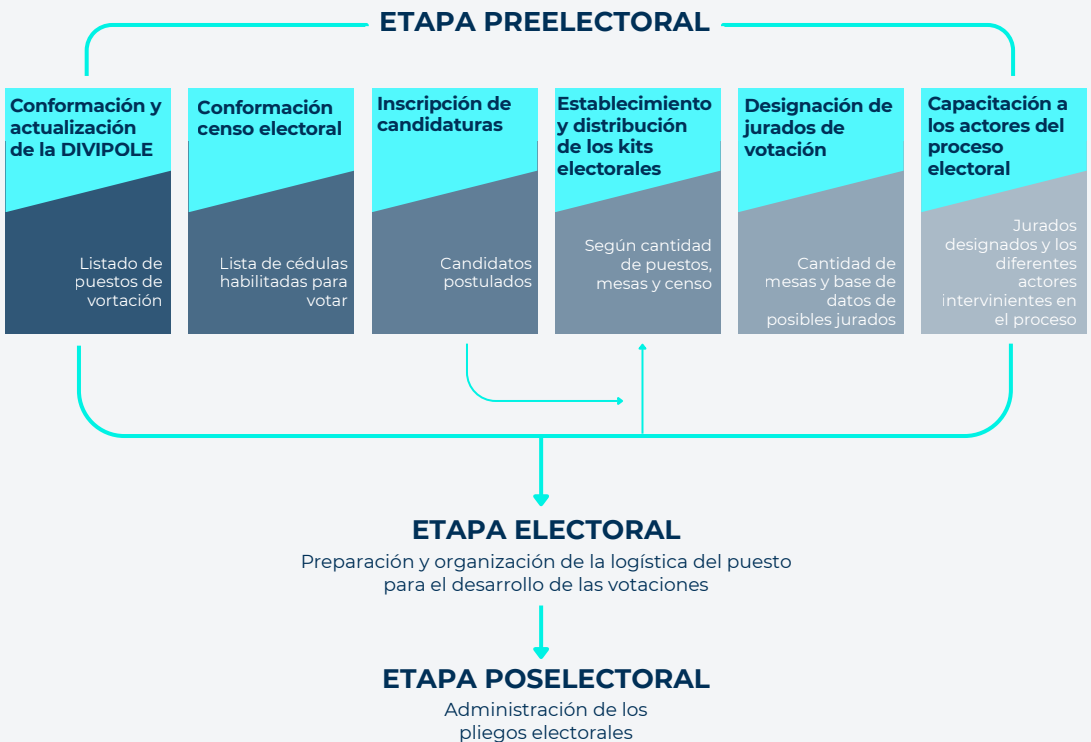 ETAPA PREELECTORAL
Conformación y
actualización
de la DIVIPOLE
Listado de
puestos de
vortación
Conformación
censo electoral
Lista de cédulas
habilitadas para
votar
Inscripción de
candidaturas
Candidatos
postulados
Establecimiento
y distribución
de los kits
electorales
Según cantidad
de puestos,
mesas y censo
Designación de
jurados de
votación
Cantidad de
mesas y base de
datos de
posibles jurados
Capacitación a
los actores del
proceso
electoral
Jurados
designados y los
diferentes
actores
intervinientes en
el proceso
ETAPA ELECTORAL
Preparación y organización de la logística del puesto
para el desarrollo de las votaciones
ETAPA POSELECTORAL
Administración de los
pliegos electorales